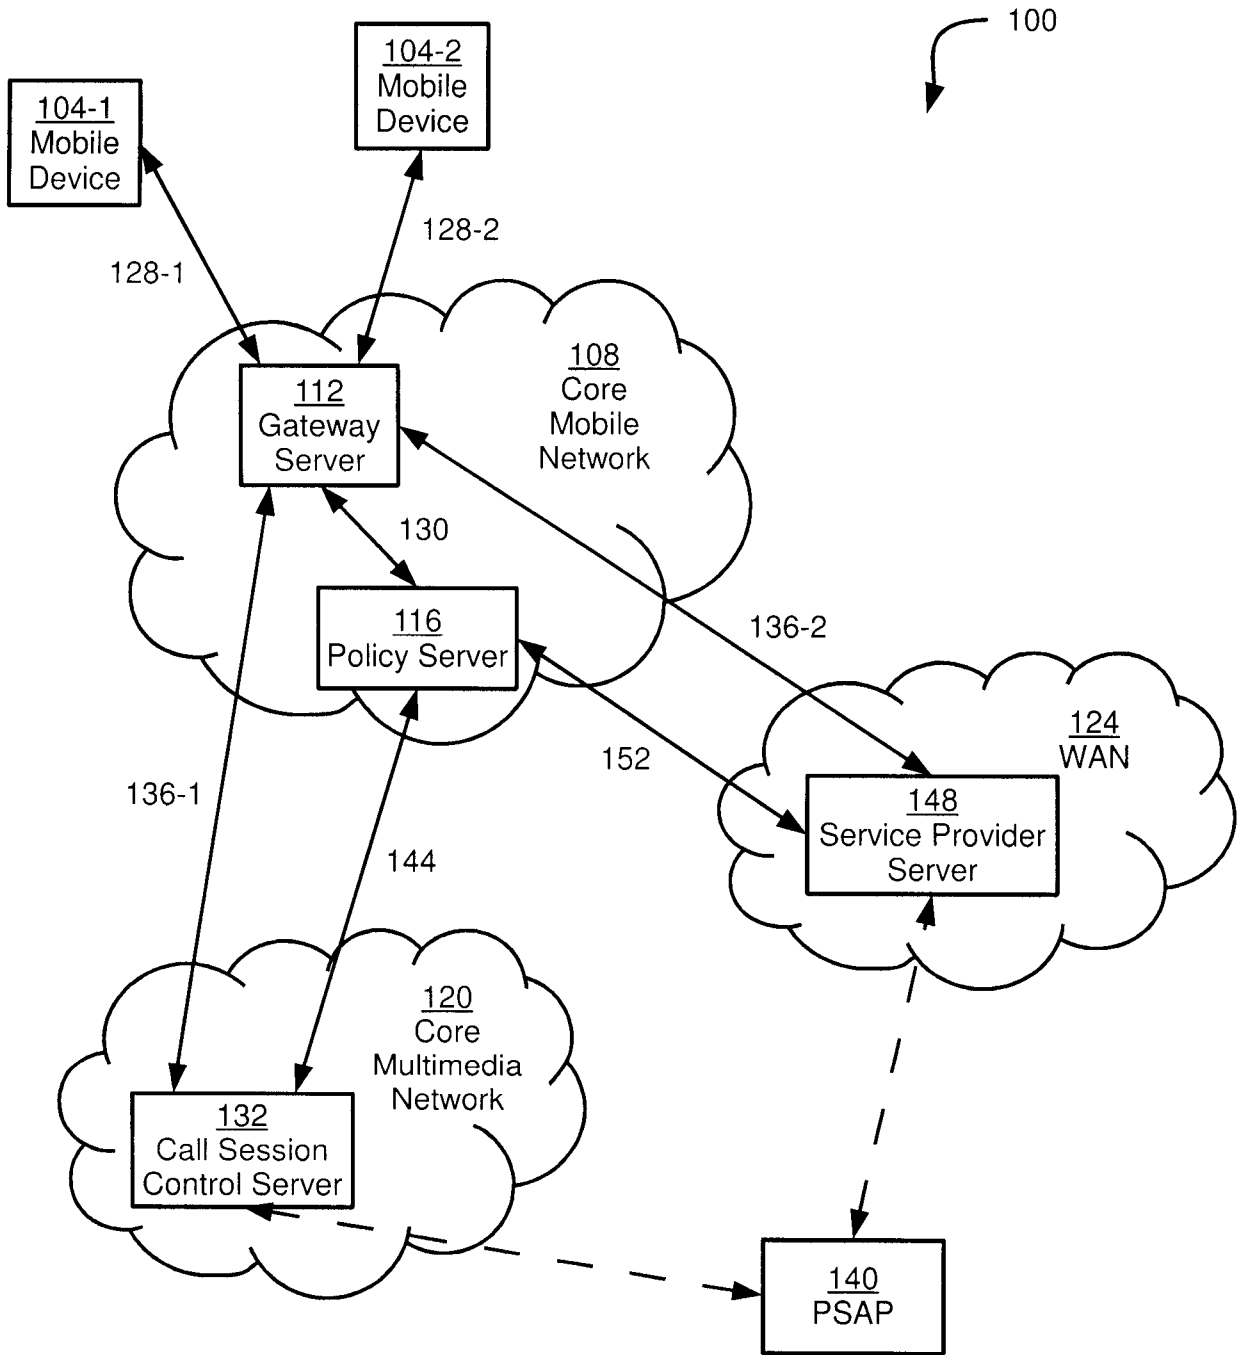 100
104-2
Mobile
Device
104-1
Mobile
Device
128-2
128-1
108
Core
Mobile
Network
112
Gateway
Server
130
116
Policy Server
136-2
124
WAN
152
136-1
148
Service Provider
Server
144
120
Core
Multimedia
Network
132
Call Session
Control Server
140
PSAP